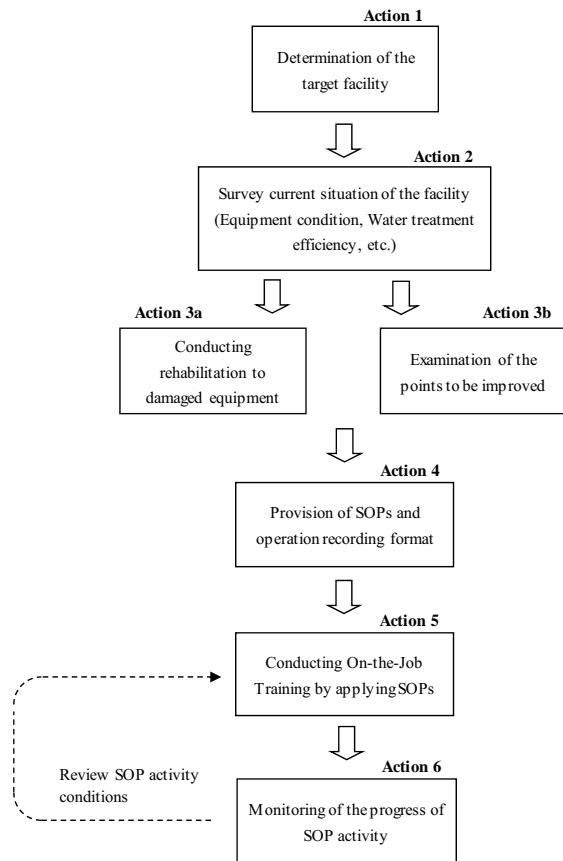 Action 1
Determination of the
target facility
Action 2
Survey current situation of the facility
(Equipment condition, Water treatment
efficiency, etc.)
Action 3a
Conducting
rehabilitation to
damaged equipment
Action 3b
Examination of the
points to be improved
Action 4
Provision of SOPs and
operation recording format
Action 5
Conducting On-the-Job
Training by applying SOPs
Review SOP activity
conditions
Action 6
Monitoring of the progress of
SOP activity